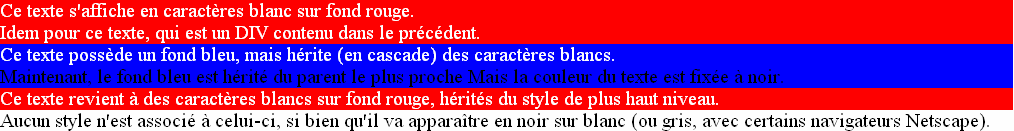 Ce texte s'affiche en caractères blanc sur fond rouge.
Idem pour ce texte, qui est un DIV contenu dans le précédent.
Ce texte possède un fond bleu, mais hérite (en cascade) des caractères blancs.
Maintenant, le fond bleu est hérité du parent le plus proche Mais la couleur du texte est fixée à noir.
Ce texte revient à des caractères blancs sur fond rouge, hérités du style de plus haut niveau.
Aucun style n'est associé à celui-ci, si bien qu'il va apparaître en noir sur blanc (ou gris, avec certains navigateurs Netscape).